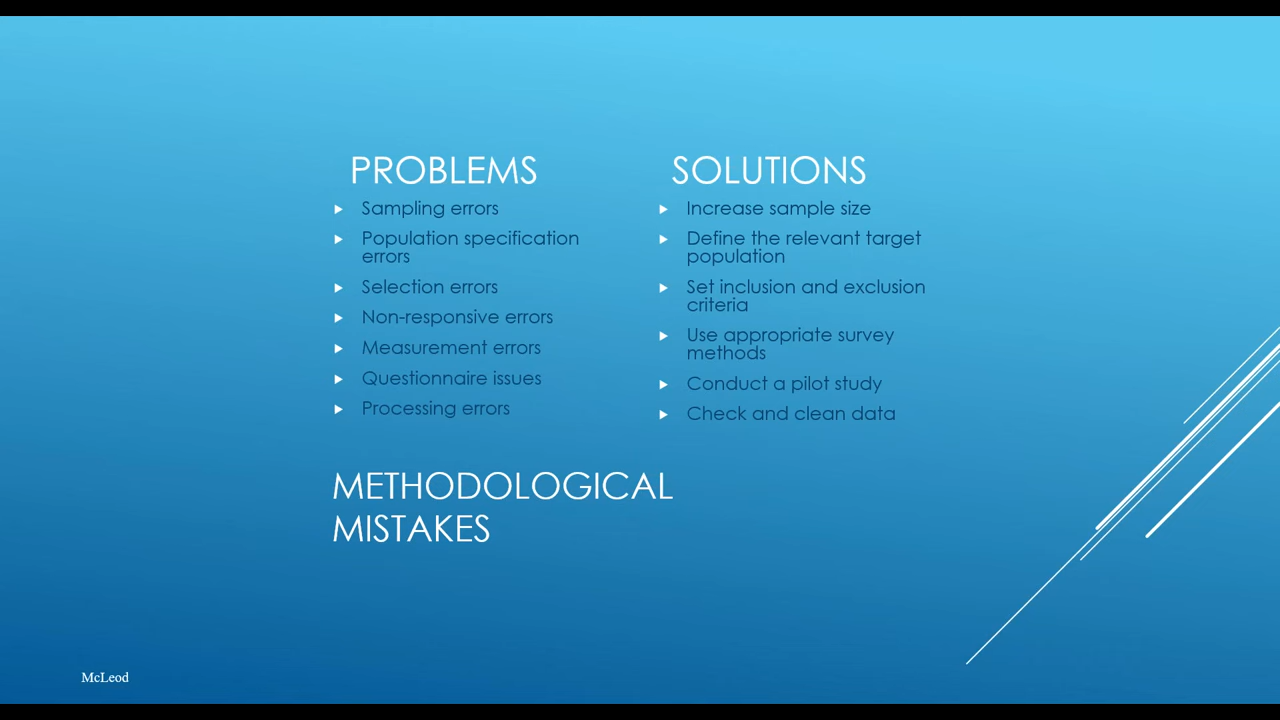 PROBLEMS
Sampling errors
Population specification
errors
Selection errors
Non-responsive errors
Measurement errors
Questionnaire issues
Processing errors
SOLUTIONS
Increase sample size
Define the relevant target
population
Set inclusion and exclusion
criteria
Use appropriate survey
methods
Conduct a pilot study
Check and clean data
METHODOLOGICAL
MISTAKES
McLeod